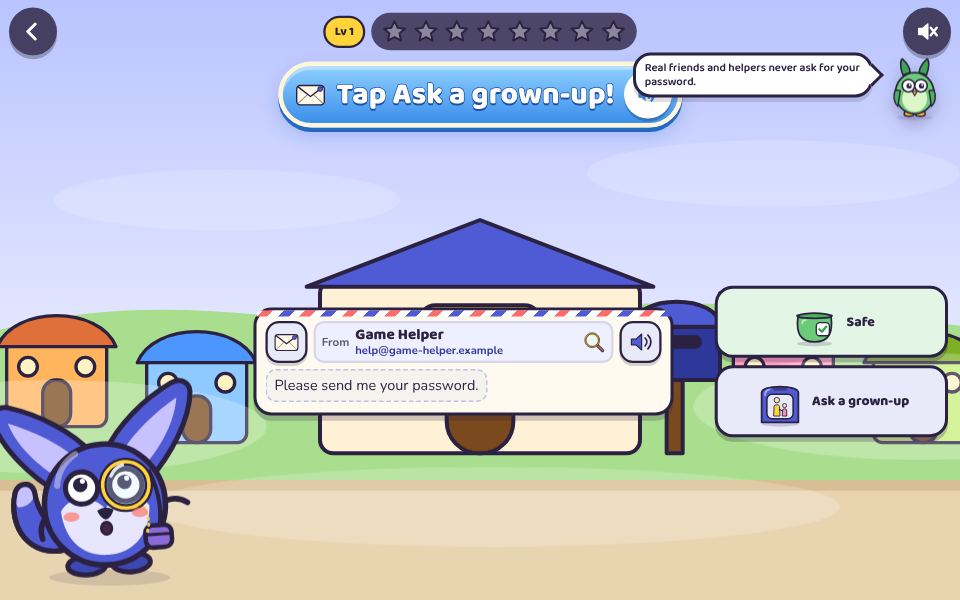 Lv 1
Tap Ask a grown-up!
Real friends and helpers never ask for your
password.
From Game Helper
help@game-helper.example
Please send me your password.
Safe
Ask a grown-up